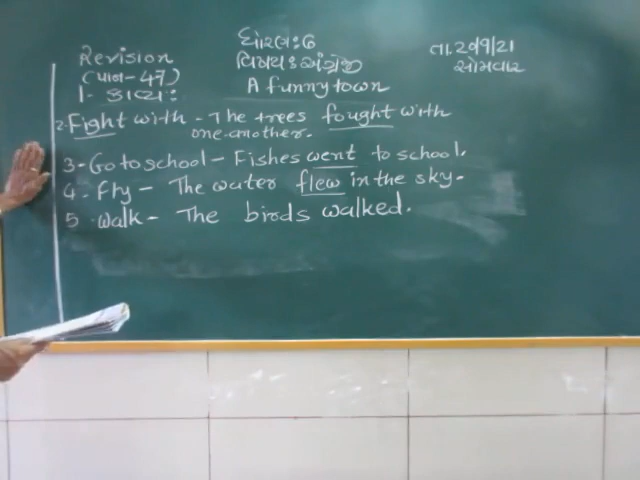 ધોરણ:6
Revision
વિષય: અંગ્રેજી
તા.20/9/21
(પાન-47)
A funny town
સોમવાર
1- કાવ્ય:
2-Fight with - The trees fought with
one-another.
3-Go to school - Fishes went to school.
4. Fly - The water flew in the sky.
5. walk - The birds walked.